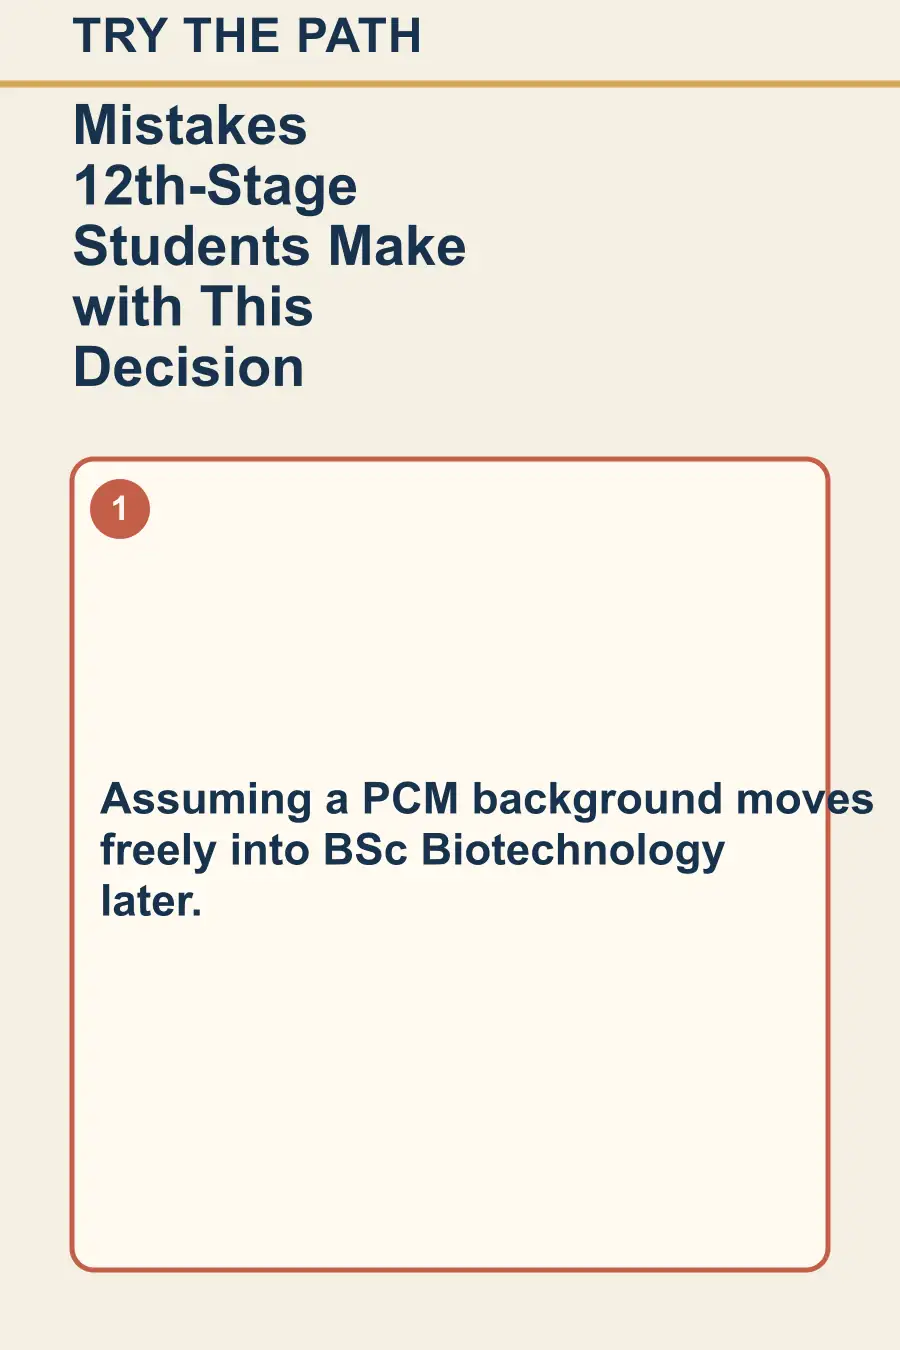 TRY THE PATH
Mistakes
12th-Stage
Students Make
with This
Decision
1
Assuming a PCM background moves
freely into BSc Biotechnology
later.